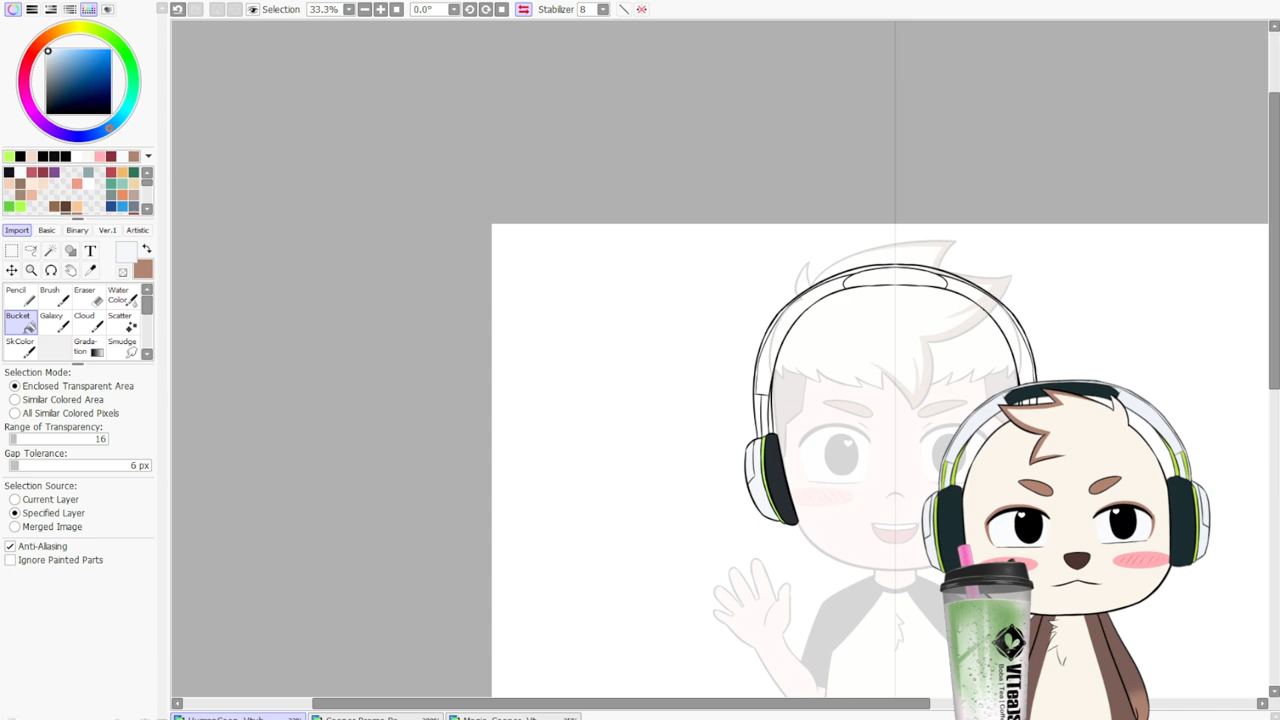 Selection 33.3% 0.0° Stabilizer 8
Import Basic Binary Ver.1 Artistic
T
Pencil Brush Eraser Water Color
Bucket Galaxy Cloud Scatter
SkColor Grada-tion Smudge
Selection Mode:
Enclosed Transparent Area
Similar Colored Area
All Similar Colored Pixels
Range of Transparency:
16
Gap Tolerance:
6 px
Selection Source:
Current Layer
Specified Layer
Merged Image
Anti-Aliasing
Ignore Painted Parts